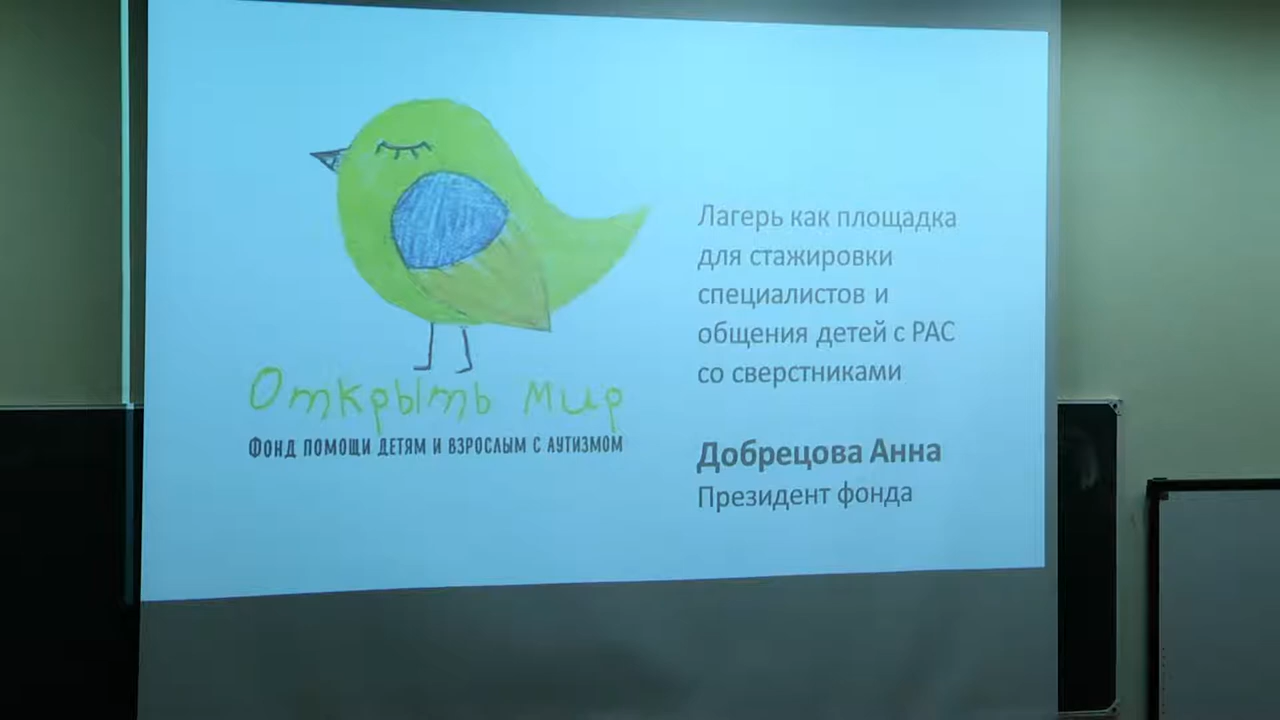 Открыть мир
Фонд помощи детям и взрослым с аутизмом
Лагерь как площадка
для стажировки
специалистов и
общения детей с РАС
со сверстниками
Добрецова Анна
Президент фонда